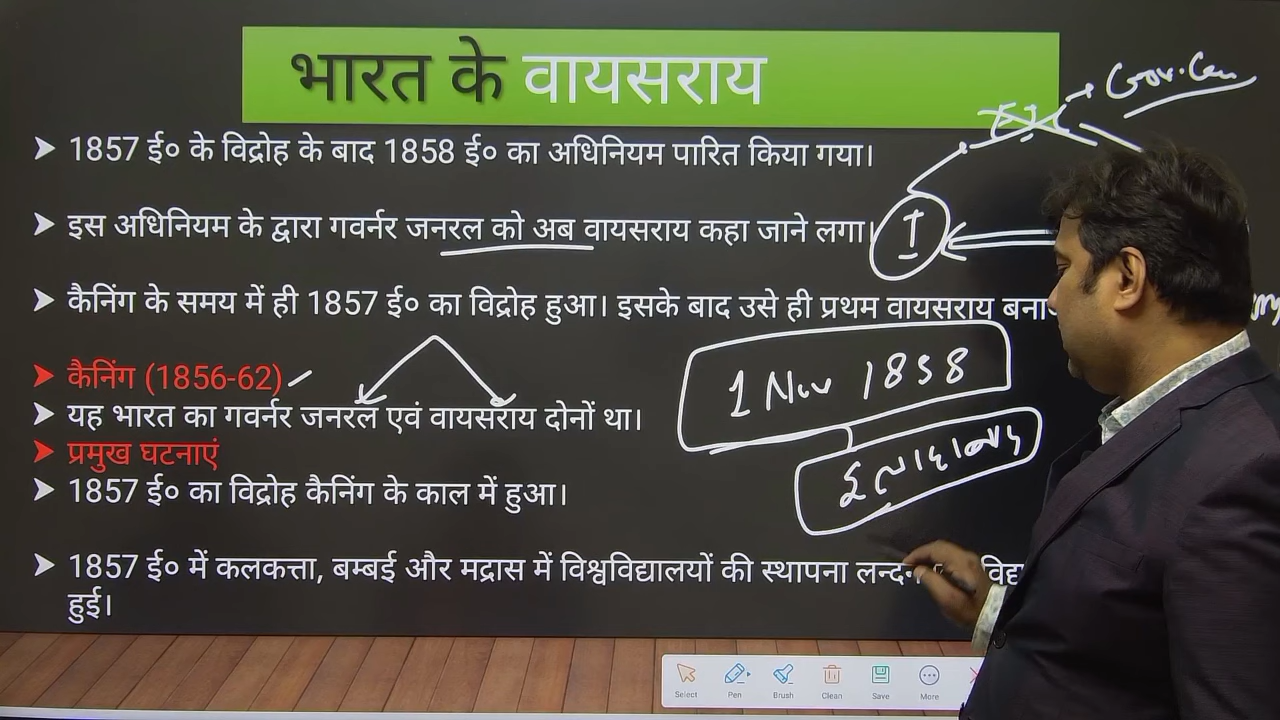 भारत के वायसराय
Gov. Gen
➤ 1857 ई० के विद्रोह के बाद 1858 ई० का अधिनियम पारित किया गया।
➤ इस अधिनियम के द्वारा गवर्नर जनरल को अब वायसराय कहा जाने लगा।
I
➤ कैनिंग के समय में ही 1857 ई० का विद्रोह हुआ। इसके बाद उसे ही प्रथम वायसराय
1 Nov 1858
➤ कैनिंग (1856-62)
➤ यह भारत का गवर्नर जनरल एवं वायसराय दोनों था।
इलाहाबाद
➤ प्रमुख घटनाएं
➤ 1857 ई० का विद्रोह कैनिंग के काल में हुआ।
➤ 1857 ई० में कलकत्ता, बम्बई और मद्रास में विश्वविद्यालयों की स्थापना
हुई।
Select Pen Brush Clean Save More